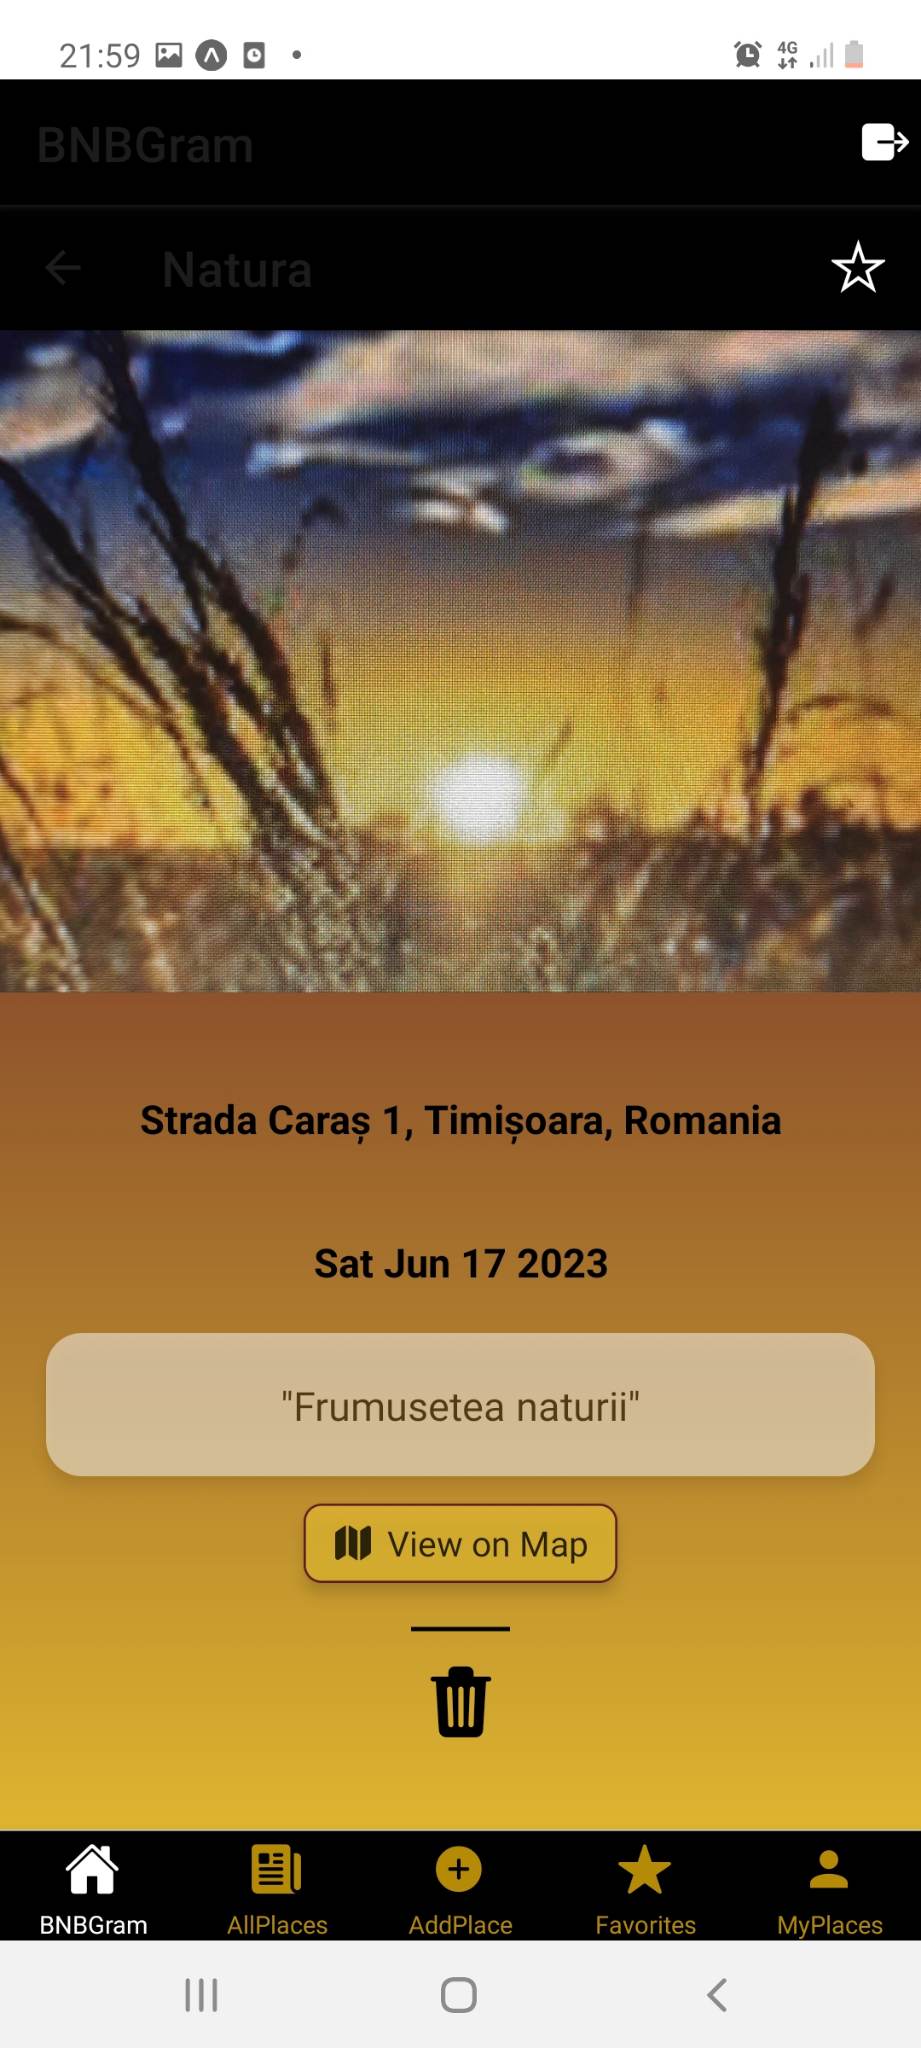 21:59
4G
BNBGram
Natura
Strada Caraș 1, Timișoara, Romania
Sat Jun 17 2023
"Frumusetea naturii"
View on Map
BNBGram
AllPlaces
AddPlace
Favorites
MyPlaces